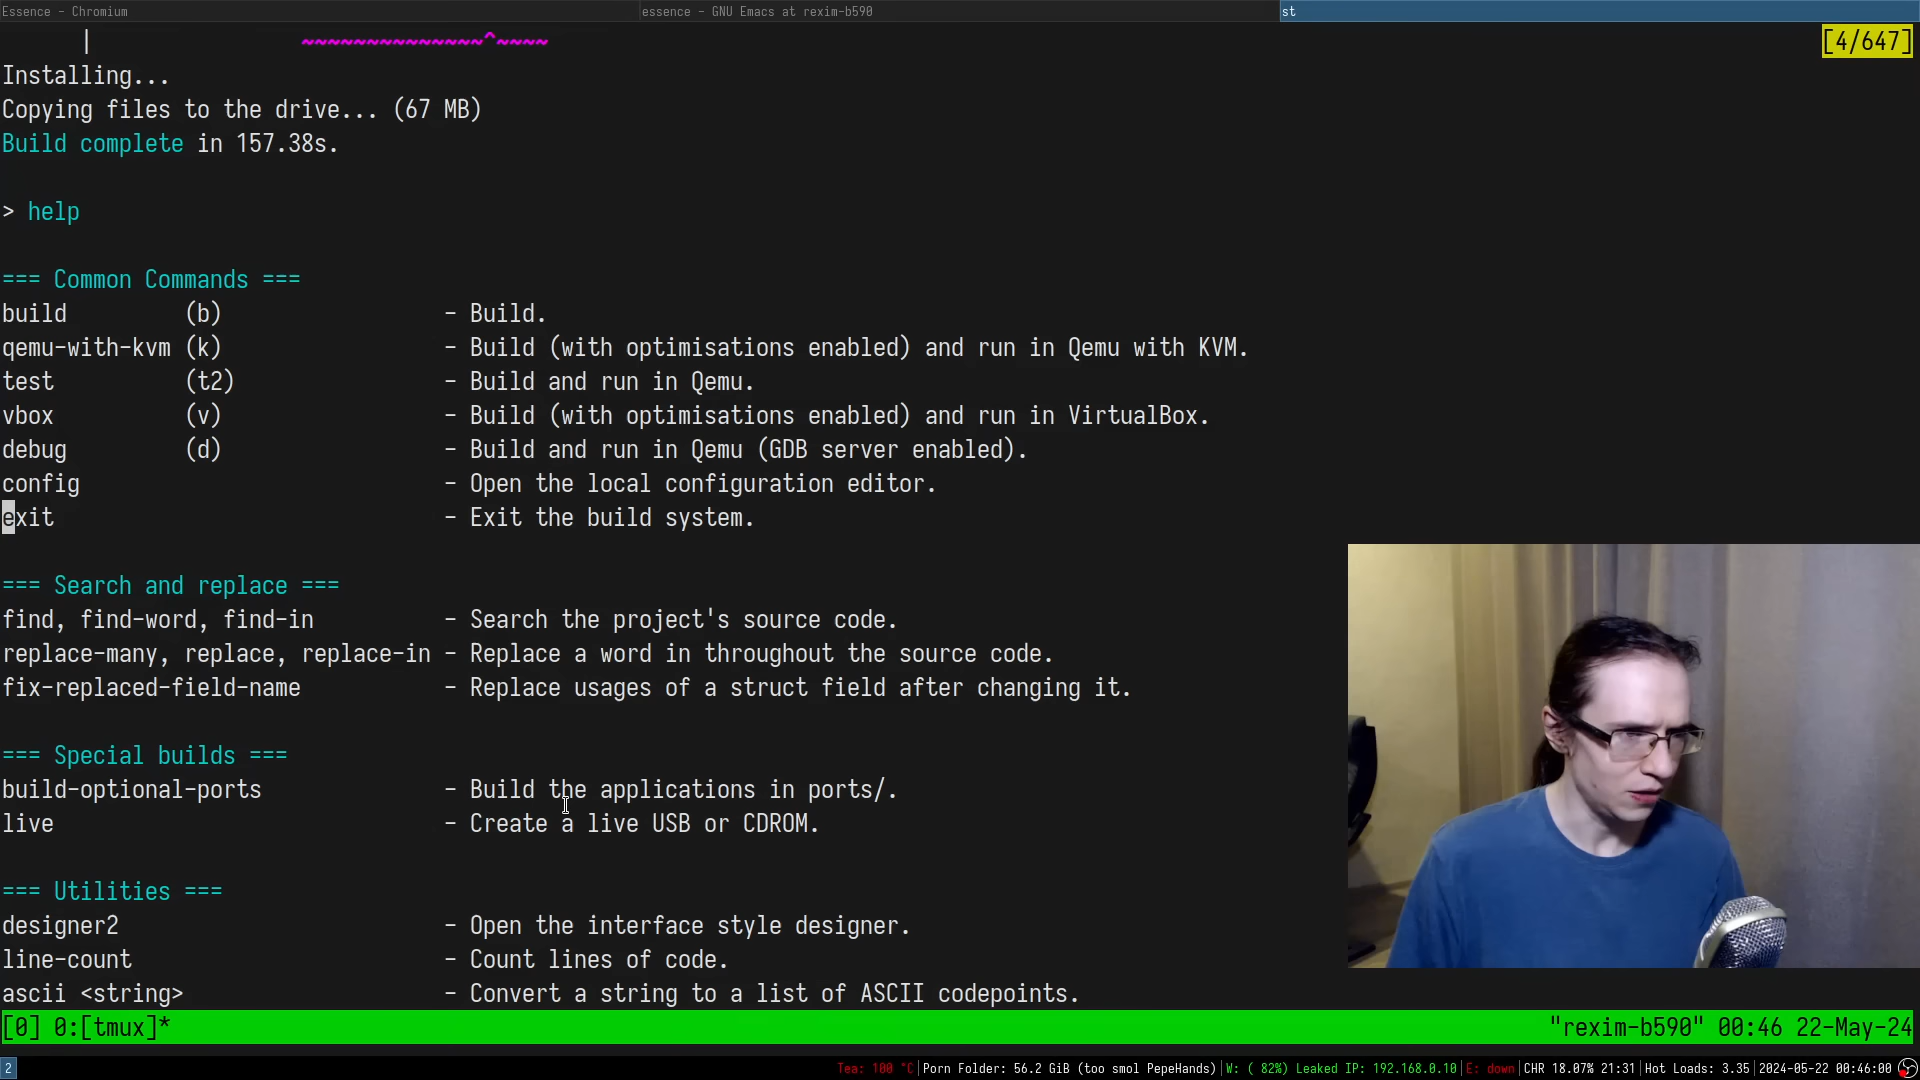 Essence - Chromium essence - GNU Emacs at rexim-b590 st
| ~~~~~~~~~~~~~~^~~~~ [4/647]
Installing...
Copying files to the drive... (67 MB)
Build complete in 157.38s.
> help
=== Common Commands ===
build (b) - Build.
qemu-with-kvm (k) - Build (with optimisations enabled) and run in Qemu with KVM.
test (t2) - Build and run in Qemu.
vbox (v) - Build (with optimisations enabled) and run in VirtualBox.
debug (d) - Build and run in Qemu (GDB server enabled).
config - Open the local configuration editor.
exit - Exit the build system.
=== Search and replace ===
find, find-word, find-in - Search the project's source code.
replace-many, replace, replace-in - Replace a word in throughout the source code.
fix-replaced-field-name - Replace usages of a struct field after changing it.
=== Special builds ===
build-optional-ports - Build the applications in ports/.
live - Create a live USB or CDROM.
=== Utilities ===
designer2 - Open the interface style designer.
line-count - Count lines of code.
ascii <string> - Convert a string to a list of ASCII codepoints.
[0] 0:[tmux]* "rexim-b590" 00:46 22-May-24
2 Tea: 100 °C|Porn Folder: 56.2 GiB (too smol PepeHands)|W: ( 82%) Leaked IP: 192.168.0.10|E: down|CHR 18.07% 21:31|Hot Loads: 3.35|2024-05-22 00:46:00